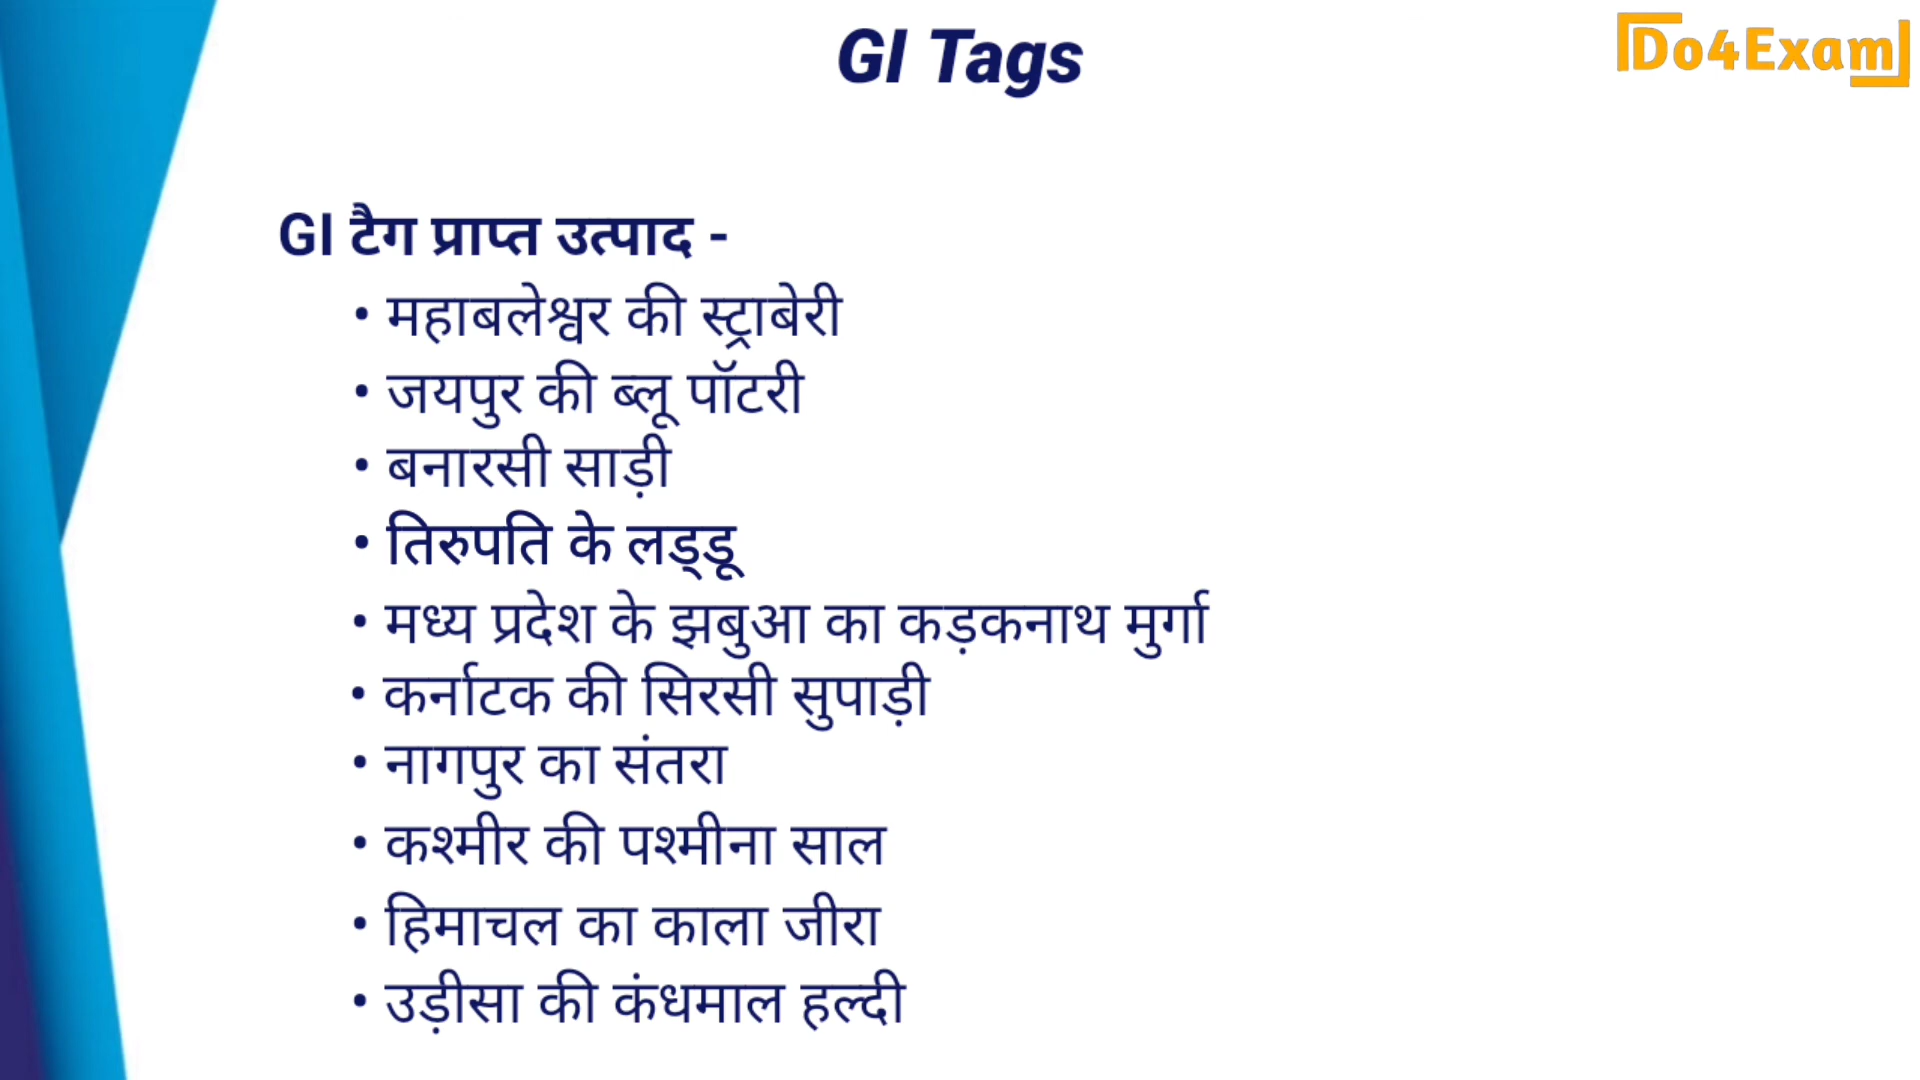 GI Tags
Do4Exam
GI टैग प्राप्त उत्पाद -
• महाबलेश्वर की स्ट्राबेरी
• जयपुर की ब्लू पॉटरी
• बनारसी साड़ी
• तिरुपति के लड्डू
• मध्य प्रदेश के झबुआ का कड़कनाथ मुर्गा
• कर्नाटक की सिरसी सुपाड़ी
• नागपुर का संतरा
• कश्मीर की पश्मीना साल
• हिमाचल का काला जीरा
• उड़ीसा की कंधमाल हल्दी